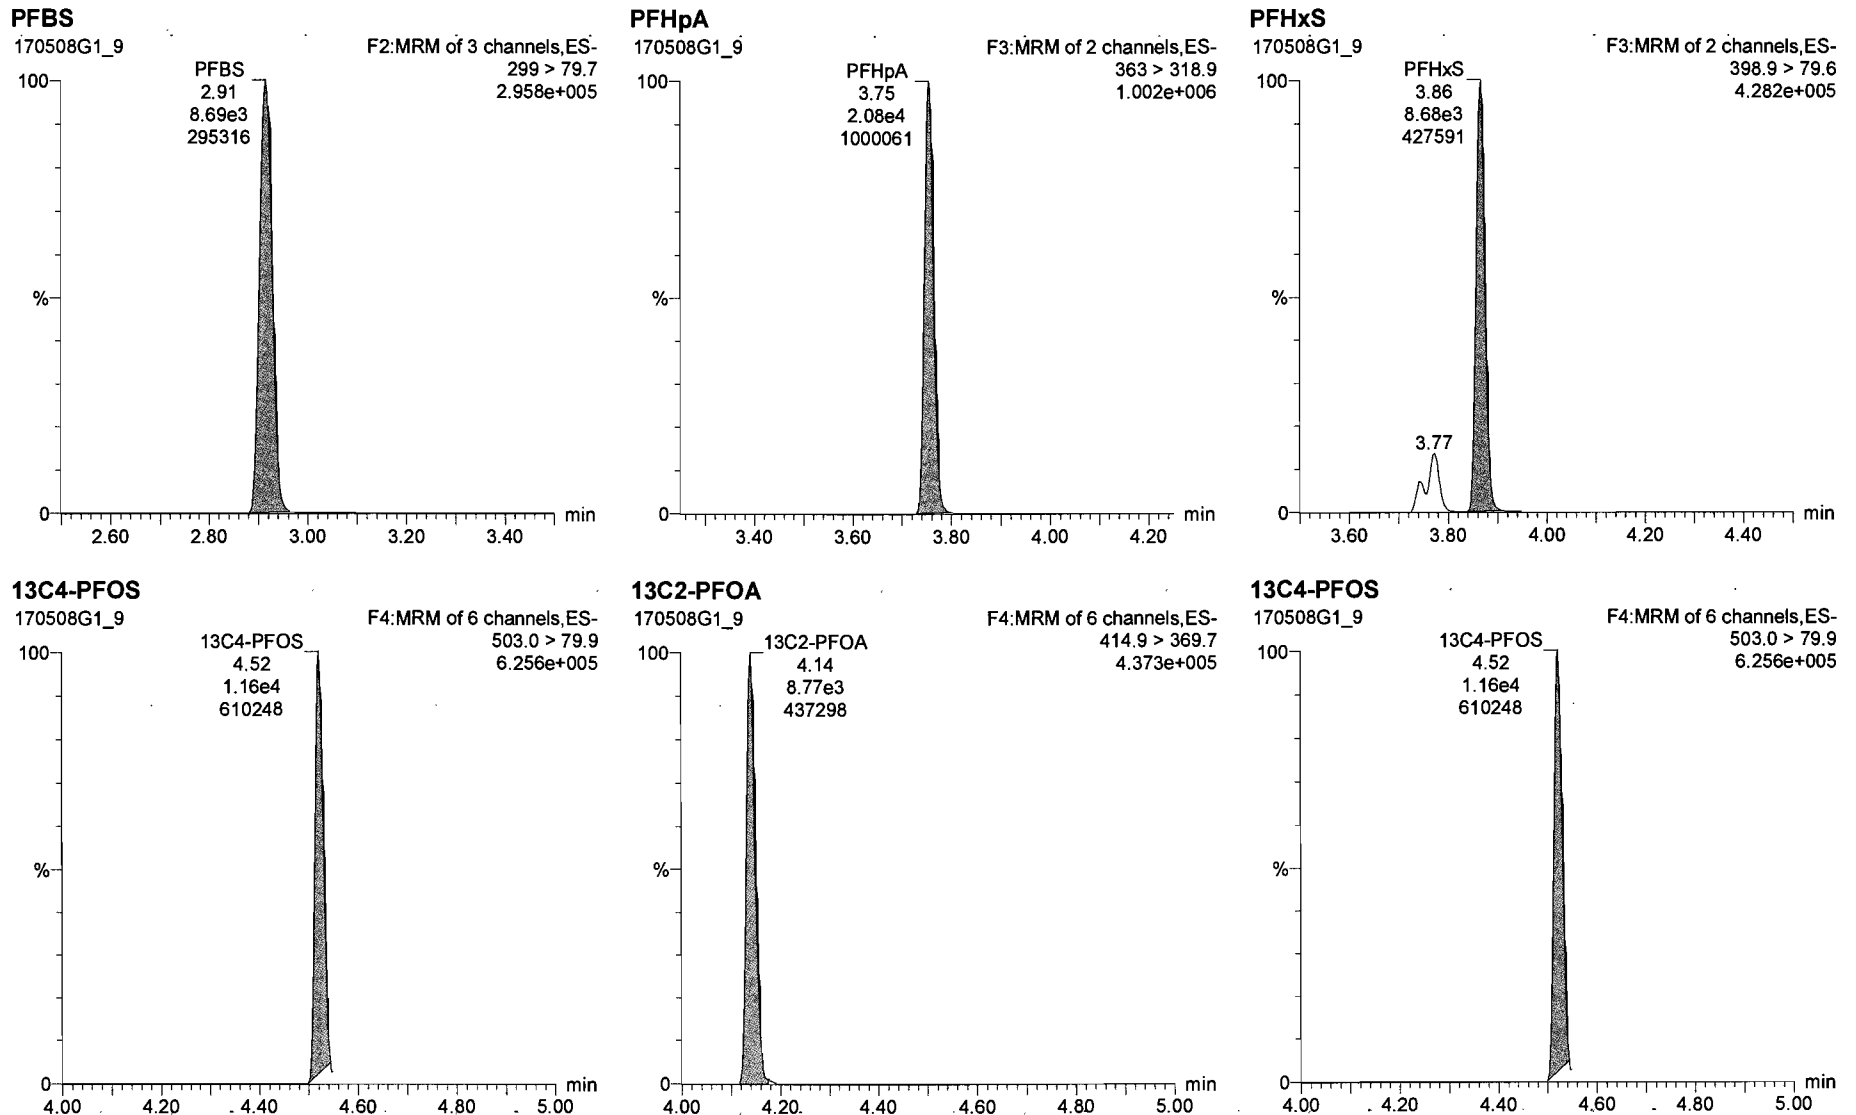 PFBS
170508G1_9
F2:MRM of 3 channels,ES-
299 > 79.7
2.958e+005
PFBS
2.91
8.69e3
295316
100
%
0
min
2.60 2.80 3.00 3.20 3.40
PFHpA
170508G1_9
F3:MRM of 2 channels,ES-
363 > 318.9
1.002e+006
PFHpA
3.75
2.08e4
1000061
100
%
0
min
3.40 3.60 3.80 4.00 4.20
PFHxS
170508G1_9
F3:MRM of 2 channels,ES-
398.9 > 79.6
4.282e+005
PFHxS
3.86
8.68e3
427591
3.77
100
%
0
min
3.60 3.80 4.00 4.20 4.40
13C4-PFOS
170508G1_9
F4:MRM of 6 channels,ES-
503.0 > 79.9
6.256e+005
13C4-PFOS
4.52
1.16e4
610248
100
%
0
min
4.00 4.20 4.40 4.60 4.80 5.00
13C2-PFOA
170508G1_9
F4:MRM of 6 channels,ES-
414.9 > 369.7
4.373e+005
13C2-PFOA
4.14
8.77e3
437298
100
%
0
min
4.00 4.20 4.40 4.60 4.80 5.00
13C4-PFOS
170508G1_9
F4:MRM of 6 channels,ES-
503.0 > 79.9
6.256e+005
13C4-PFOS
4.52
1.16e4
610248
100
%
0
min
4.00 4.20 4.40 4.60 4.80 5.00